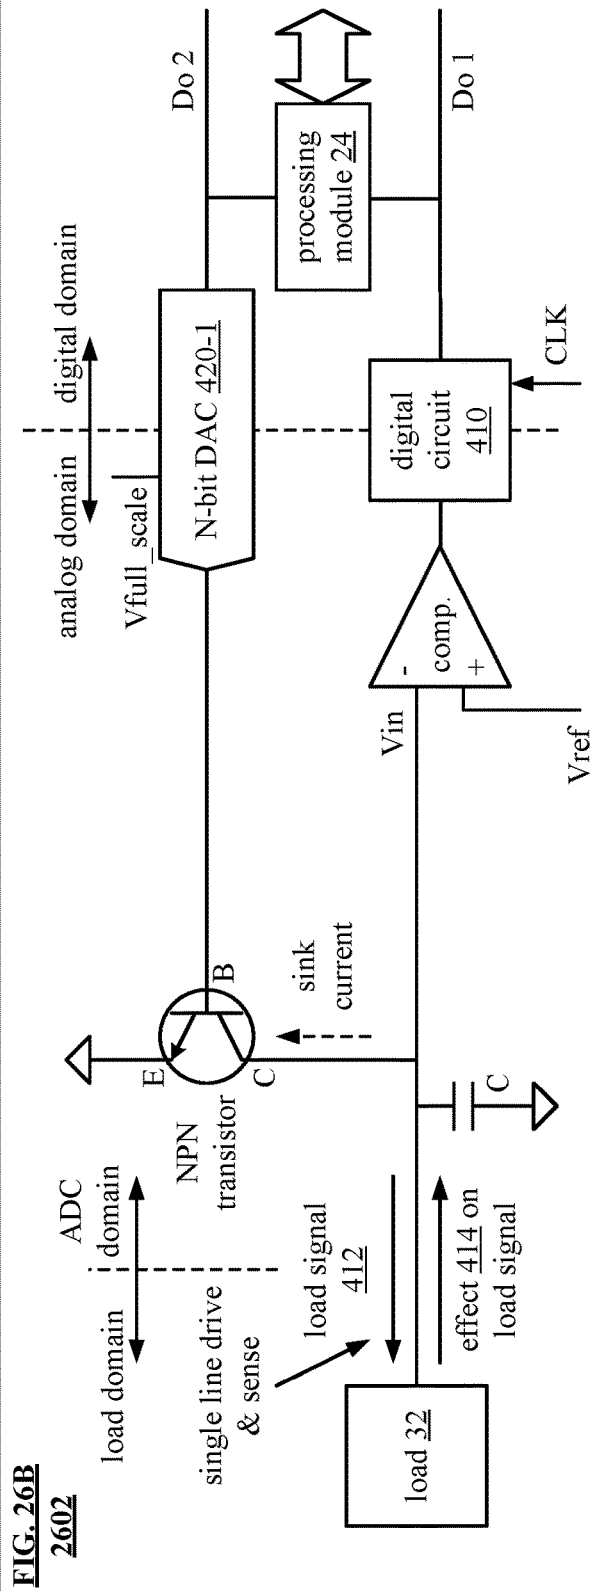 FIG. 26B
2602
load domain
ADC
domain
analog domain
digital domain
single line drive
& sense
NPN
transistor
E
B
C
Vfull_scale
N-bit DAC 420-1
Do 2
sink
current
processing
module 24
load signal
412
load 32
effect 414 on
load signal
C
Vin
Vref
-
comp.
+
digital
circuit
410
CLK
Do 1